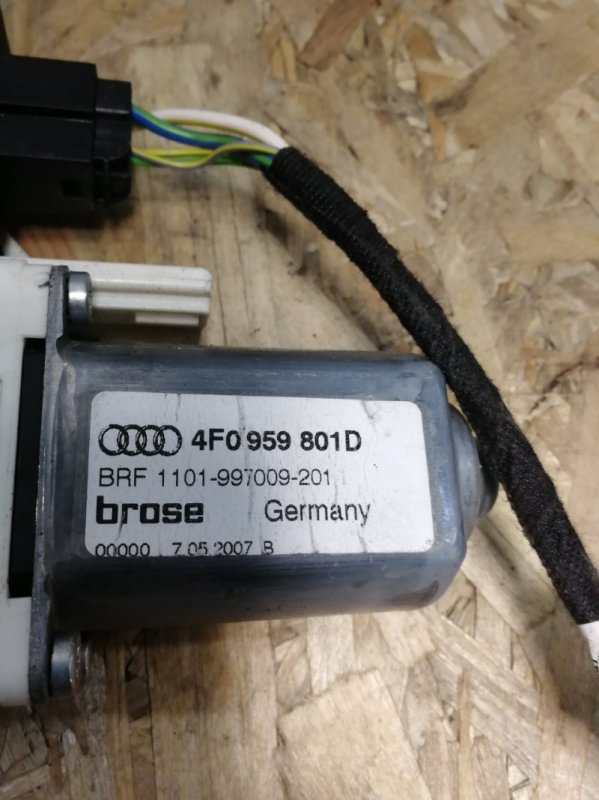 4F0 959 801D
BRF 1101-997009-201
brose Germany
00000 7.05.2007 B